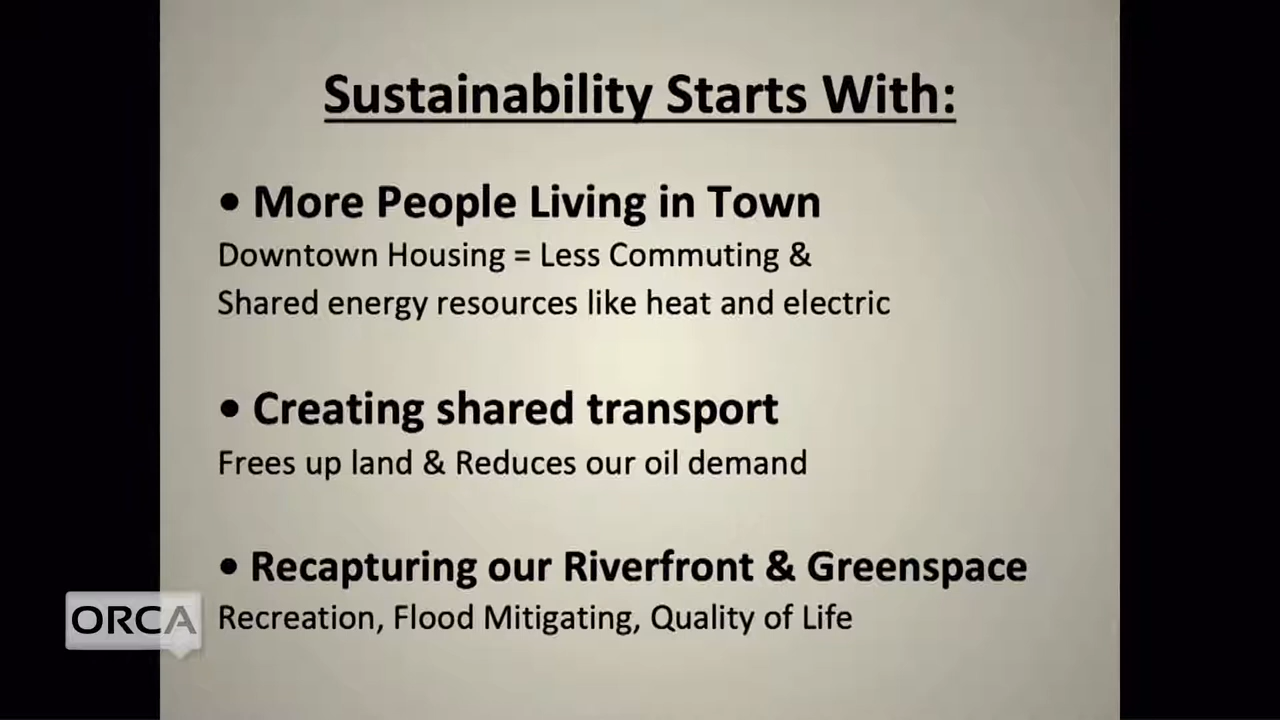 Sustainability Starts With:
• More People Living in Town
Downtown Housing = Less Commuting &
Shared energy resources like heat and electric
• Creating shared transport
Frees up land & Reduces our oil demand
• Recapturing our Riverfront & Greenspace
Recreation, Flood Mitigating, Quality of Life
ORCA